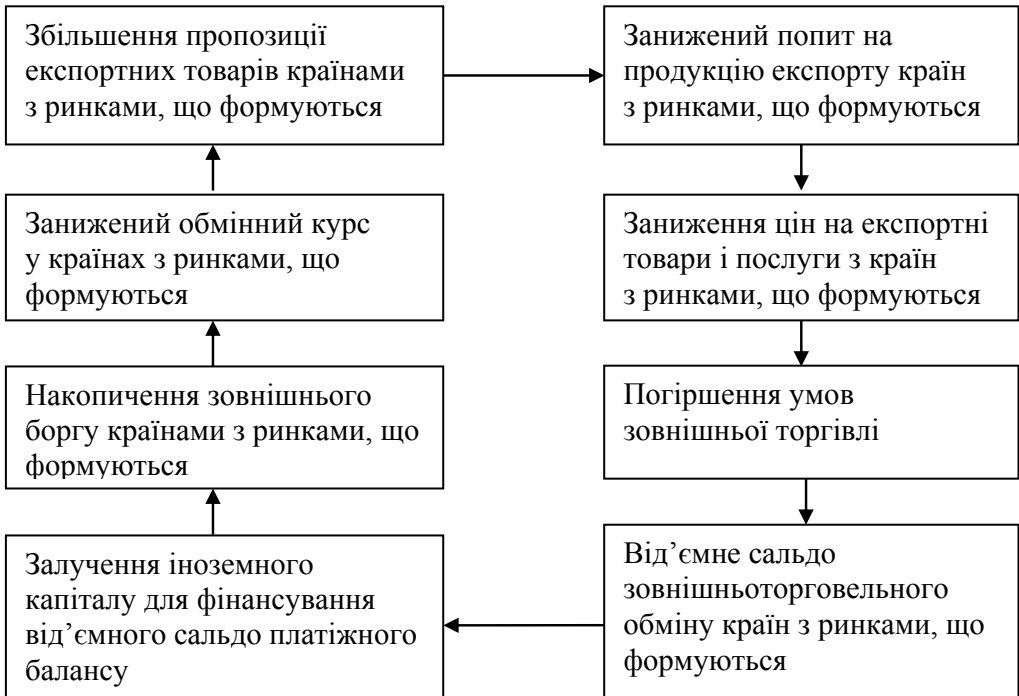 Збільшення пропозиції
експортних товарів країнами
з ринками, що формуються
Занижений попит на
продукцію експорту країн
з ринками, що формуються
Занижений обмінний курс
у країнах з ринками, що
формуються
Заниження цін на експортні
товари і послуги з країн
з ринками, що формуються
Накопичення зовнішнього
боргу країнами з ринками, що
формуються
Погіршення умов
зовнішньої торгівлі
Залучення іноземного
капіталу для фінансування
від’ємного сальдо платіжного
балансу
Від’ємне сальдо
зовнішньоторговельного
обміну країн з ринками, що
формуються